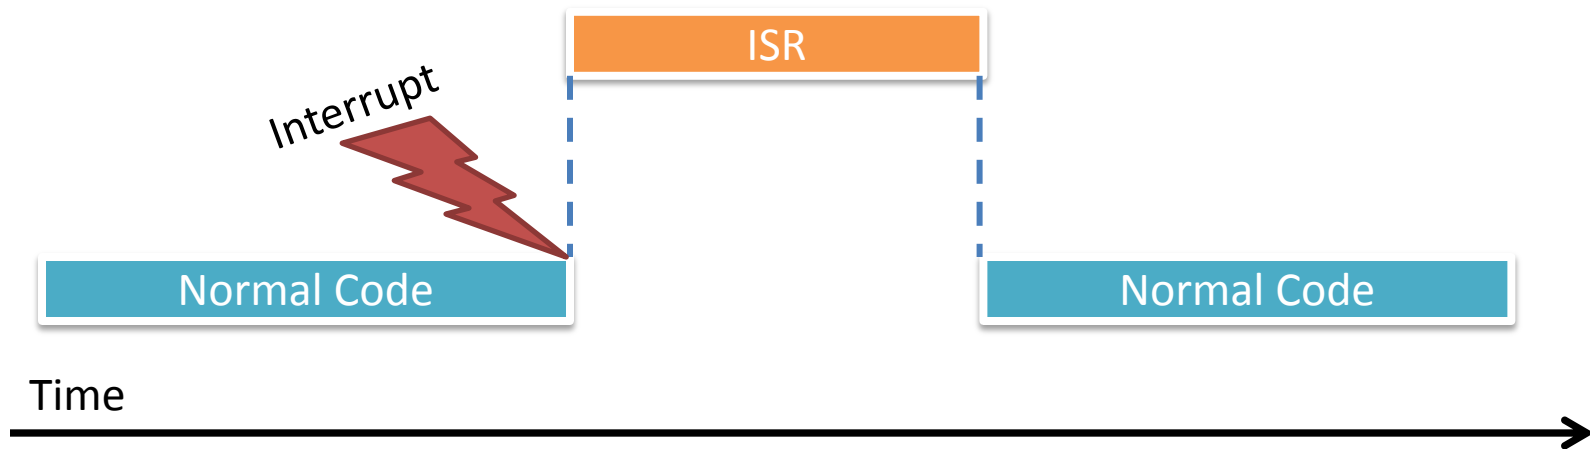 ISR
Interrupt
Normal Code
Normal Code
Time